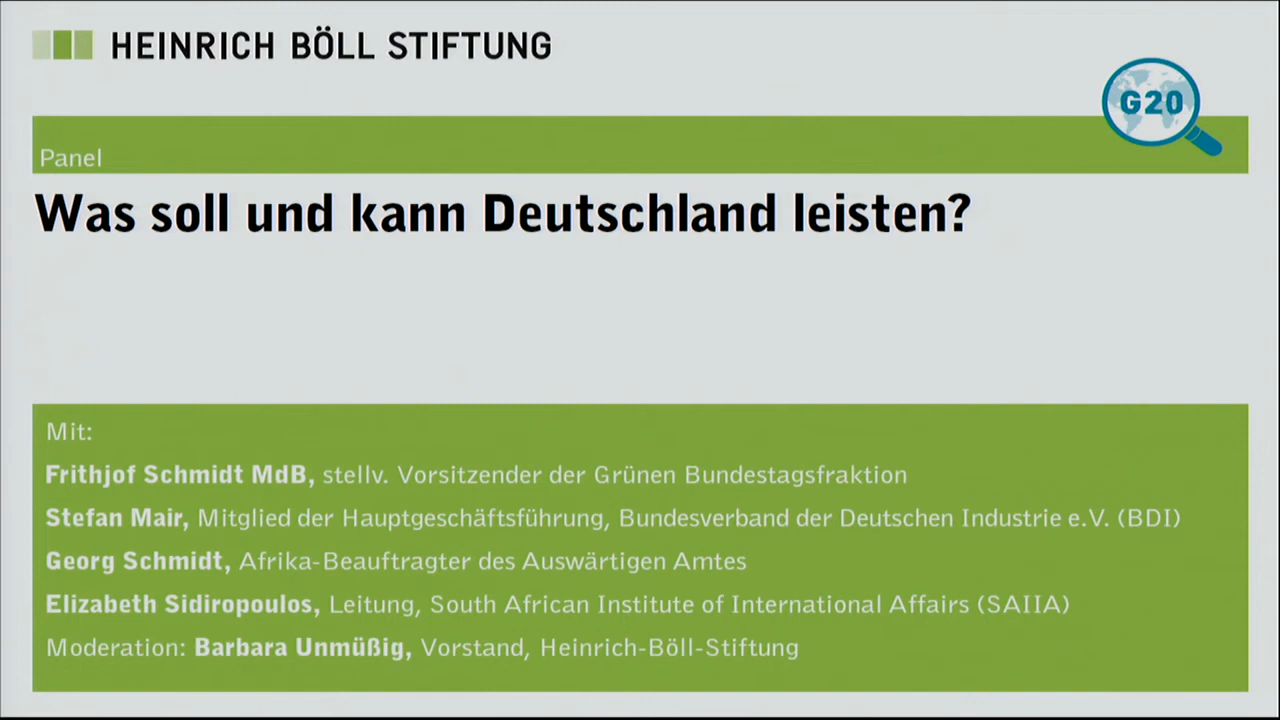 HEINRICH BÖLL STIFTUNG
G20
Panel
Was soll und kann Deutschland leisten?
Mit:
Frithjof Schmidt MdB, stellv. Vorsitzender der Grünen Bundestagsfraktion
Stefan Mair, Mitglied der Hauptgeschäftsführung, Bundesverband der Deutschen Industrie e.V. (BDI)
Georg Schmidt, Afrika-Beauftragter des Auswärtigen Amtes
Elizabeth Sidiropoulos, Leitung, South African Institute of International Affairs (SAIIA)
Moderation: Barbara Unmüßig, Vorstand, Heinrich-Böll-Stiftung